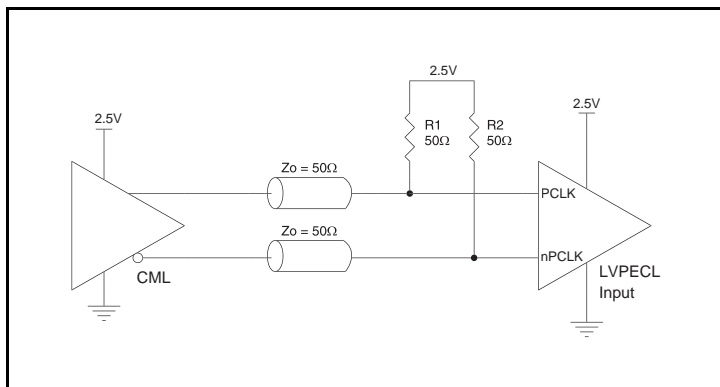 2.5V
2.5V
2.5V
R1
50Ω
R2
50Ω
Zo = 50Ω
PCLK
Zo = 50Ω
nPCLK
CML
LVPECL
Input